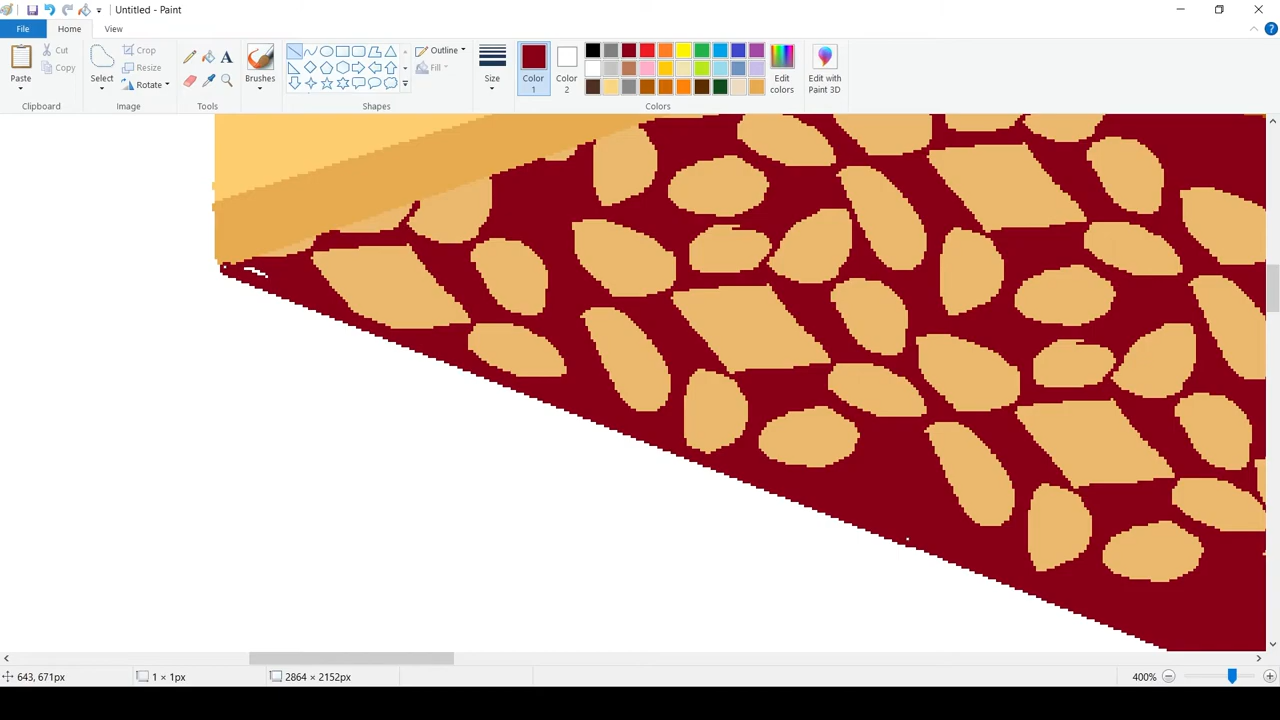 Untitled - Paint
File
Home
View
Paste
Cut
Copy
Clipboard
Select
Crop
Resize
Rotate
Image
A
Tools
Brushes
Shapes
Outline
Fill
Size
Color
1
Color
2
Edit
colors
Colors
Edit with
Paint 3D
643, 671px
1 × 1px
2864 × 2152px
400%